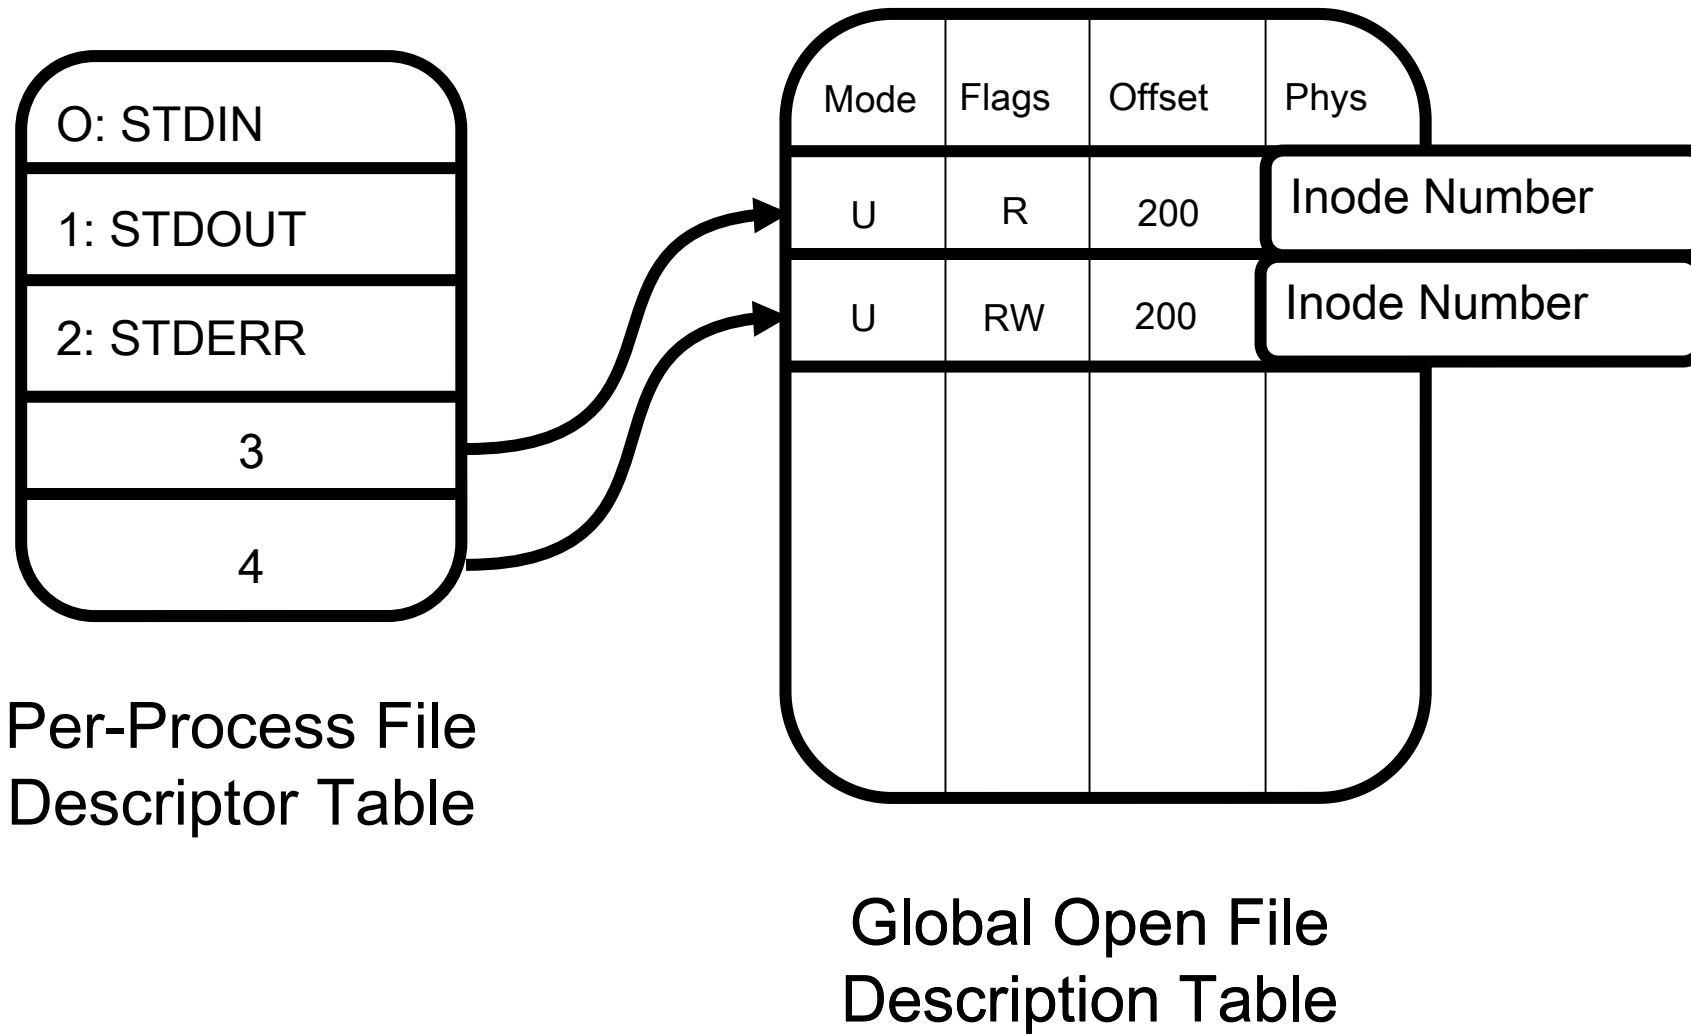 O: STDIN
1: STDOUT
2: STDERR
3
4
Per-Process File
Descriptor Table
Mode Flags Offset Phys
U R 200 Inode Number
U RW 200 Inode Number
Global Open File
Description Table